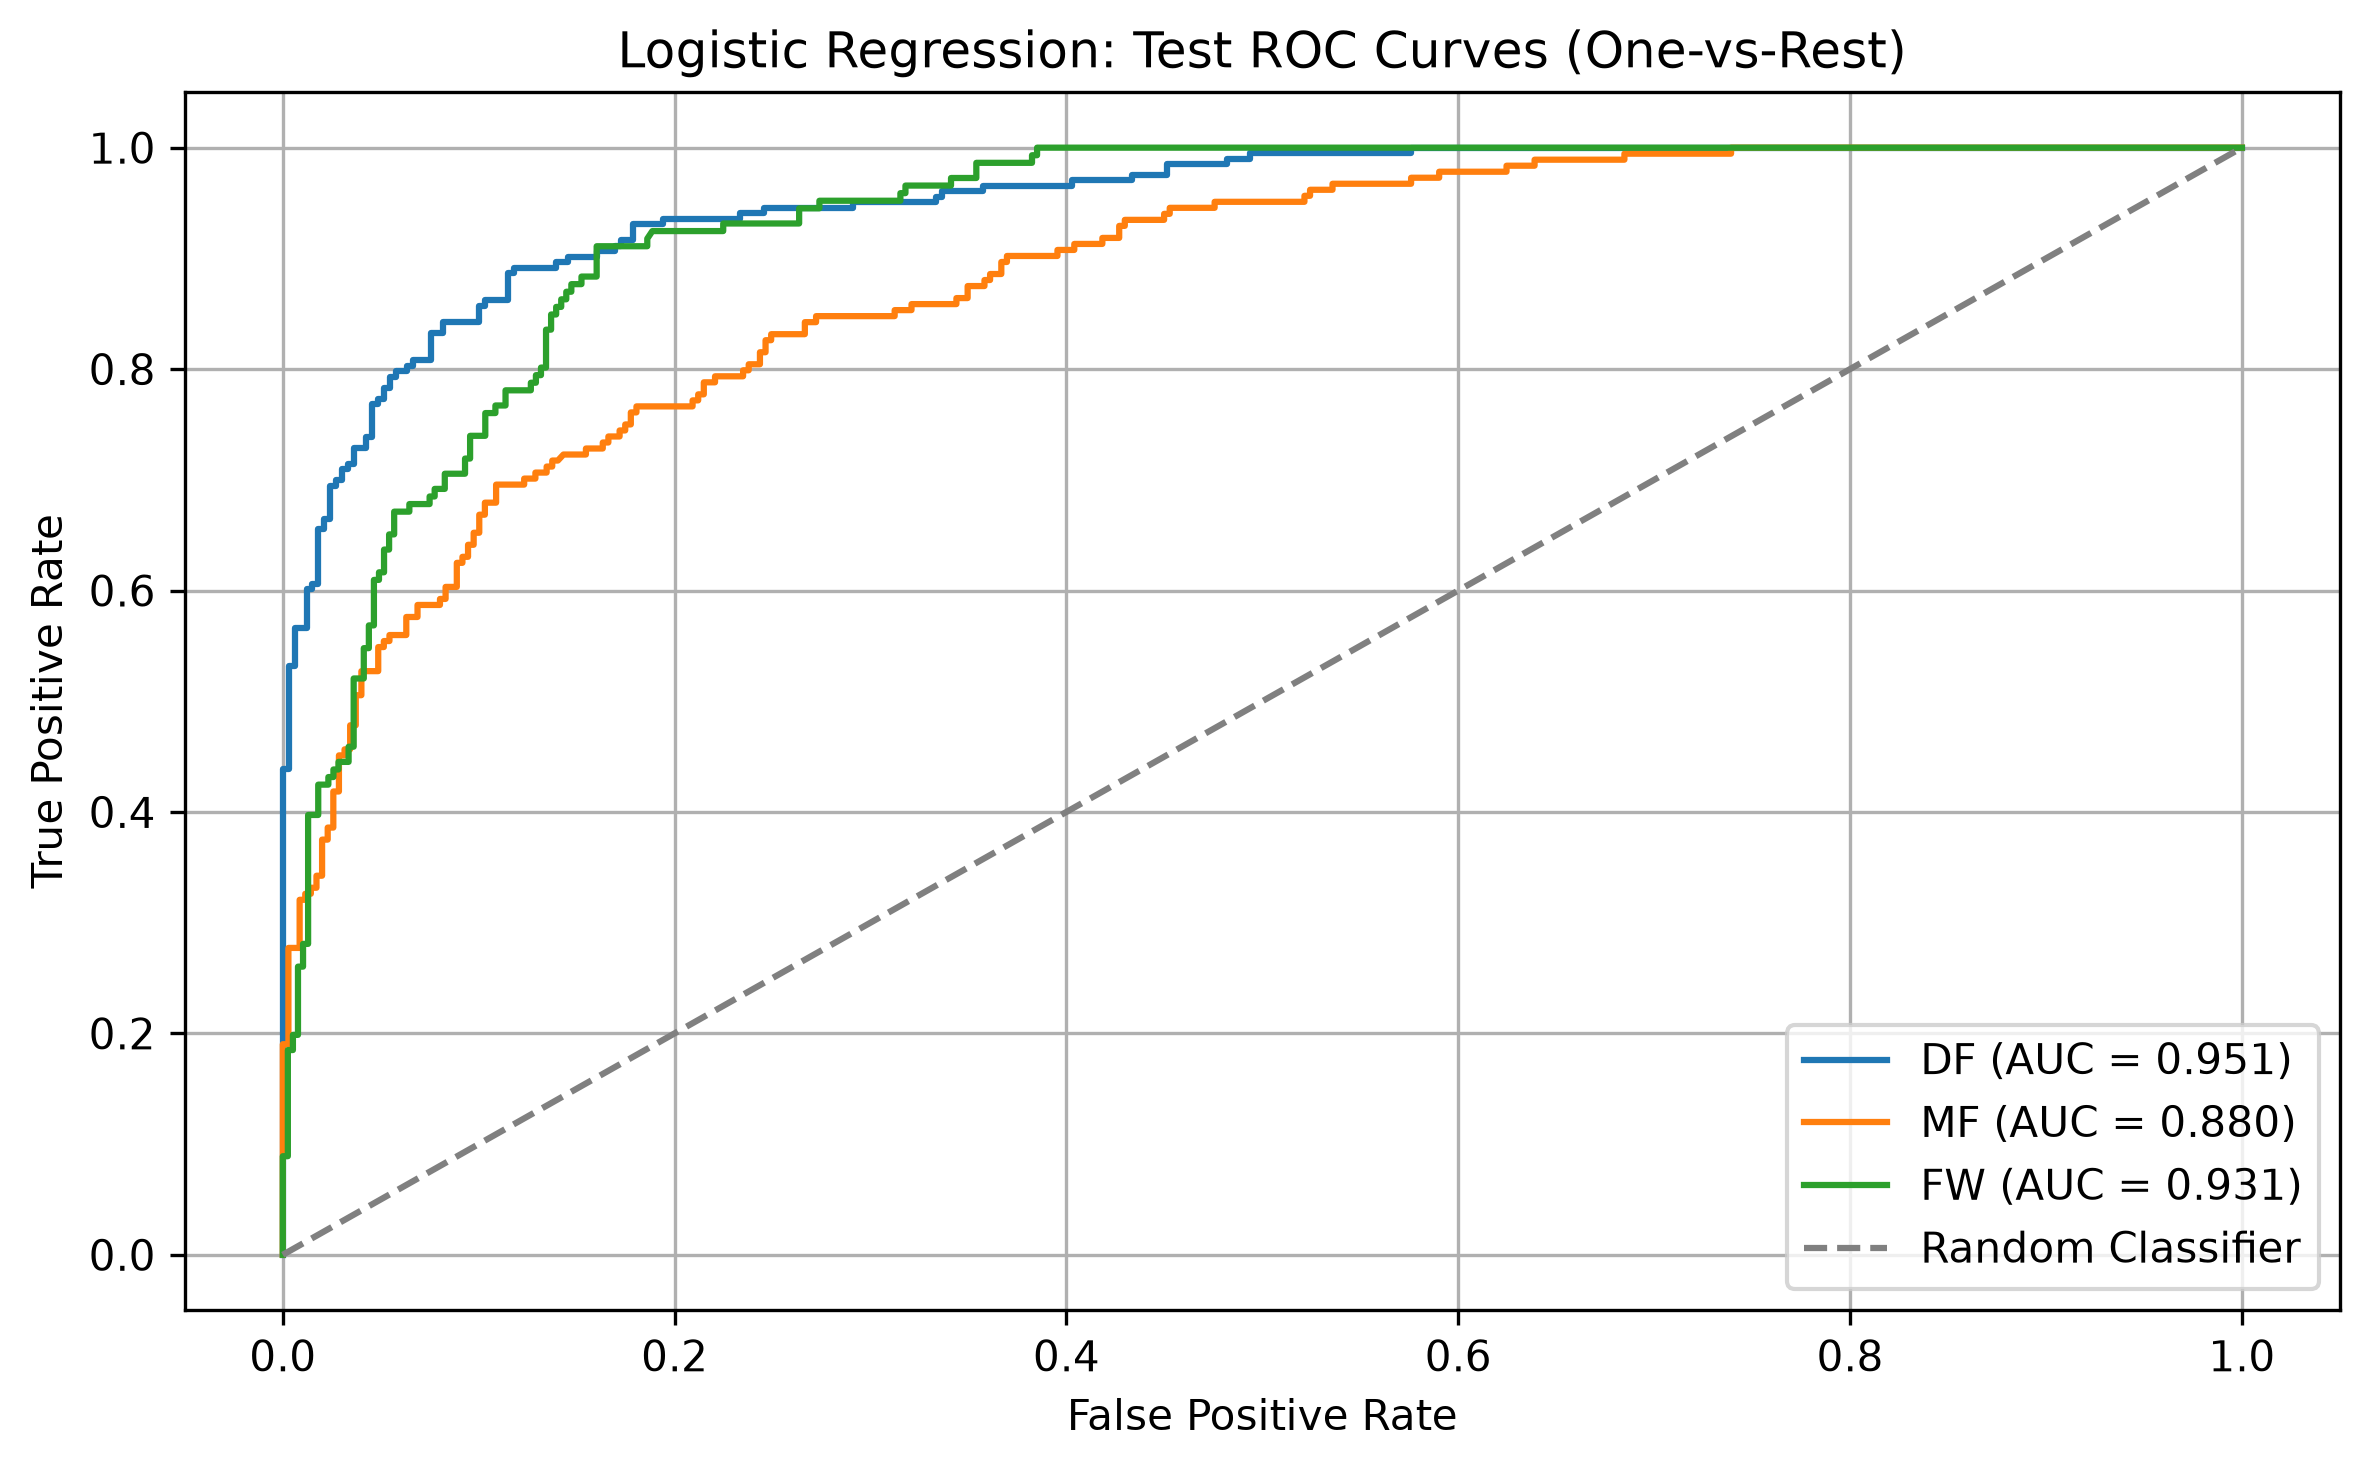 Logistic Regression: Test ROC Curves (One-vs-Rest)
True Positive Rate
1.0
0.8
0.6
0.4
0.2
0.0
0.0 0.2 0.4 0.6 0.8 1.0
False Positive Rate
DF (AUC = 0.951)
MF (AUC = 0.880)
FW (AUC = 0.931)
Random Classifier